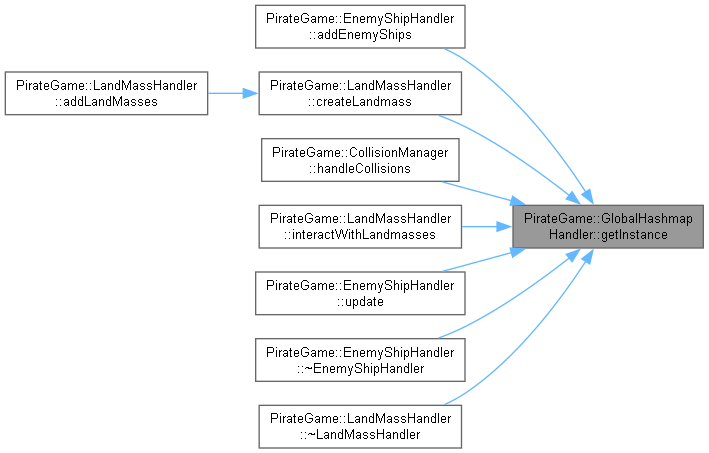 PirateGame::EnemyShipHandler
::addEnemyShips
PirateGame::LandMassHandler
::addLandMasses
PirateGame::LandMassHandler
::createLandmass
PirateGame::CollisionManager
::handleCollisions
PirateGame::LandMassHandler
::interactWithLandmasses
PirateGame::GlobalHashmap
Handler::getInstance
PirateGame::EnemyShipHandler
::update
PirateGame::EnemyShipHandler
::~EnemyShipHandler
PirateGame::LandMassHandler
::~LandMassHandler